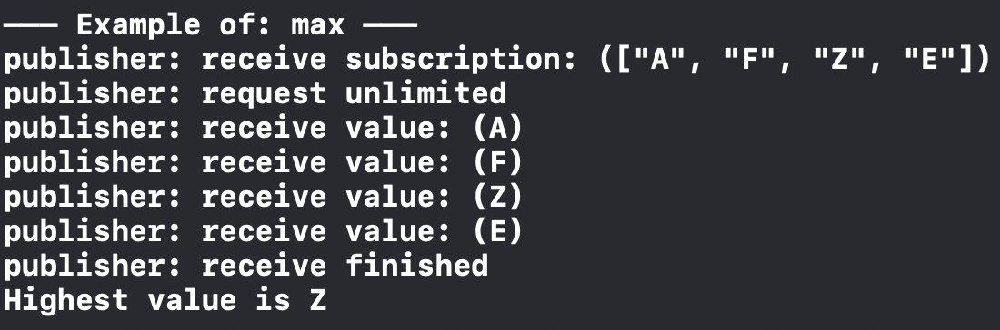 ——— Example of: max ———
publisher: receive subscription: (["A", "F", "Z", "E"])
publisher: request unlimited
publisher: receive value: (A)
publisher: receive value: (F)
publisher: receive value: (Z)
publisher: receive value: (E)
publisher: receive finished
Highest value is Z